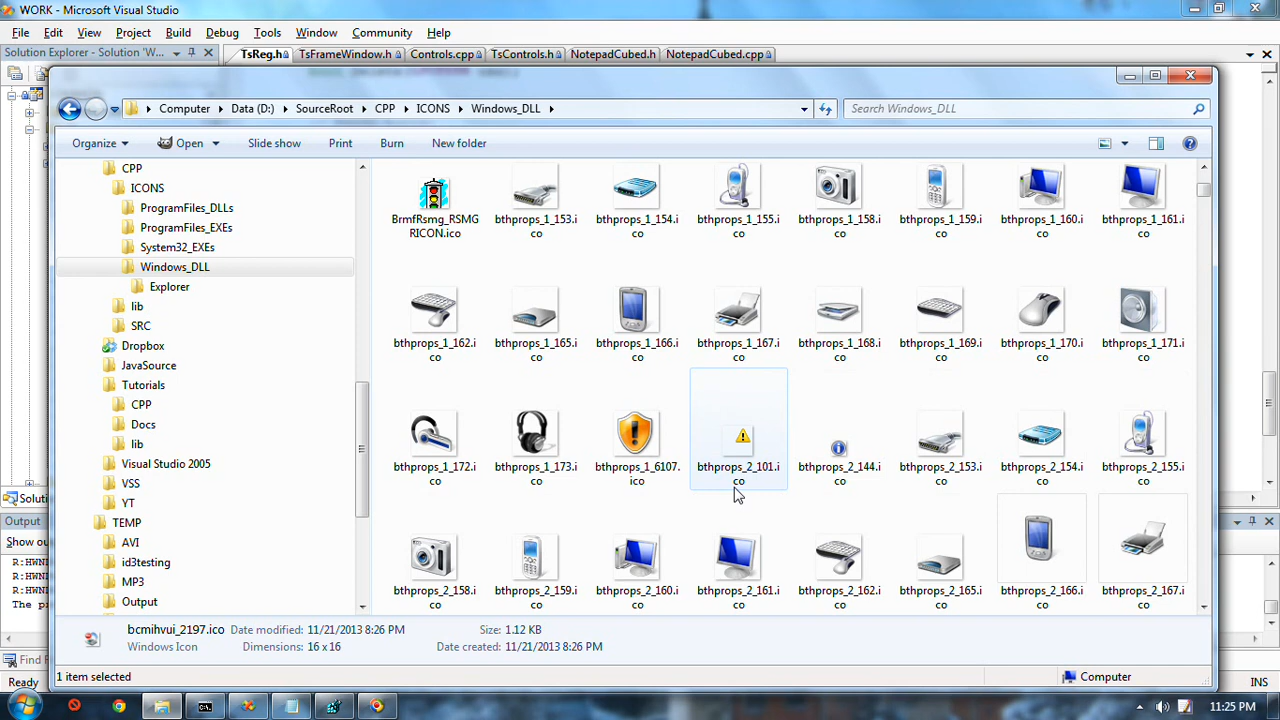 WORK - Microsoft Visual Studio
File Edit View Project Build Debug Tools Window Community Help
Solution Explorer - Solution 'W...
TsReg.h TsFrameWindow.h Controls.cpp TsControls.h NotepadCubed.h NotepadCubed.cpp
Computer Data (D:) SourceRoot CPP ICONS Windows_DLL
Search Windows_DLL
Organize Open Slide show Print Burn New folder
CPP
ICONS
ProgramFiles_DLLs
ProgramFiles_EXEs
System32_EXEs
Windows_DLL
Explorer
lib
SRC
Dropbox
JavaSource
Tutorials
CPP
Docs
lib
Visual Studio 2005
VSS
YT
TEMP
AVI
id3testing
MP3
Output
BrmfRsmg_RSMG bthprops_1_153.i bthprops_1_154.i bthprops_1_155.i bthprops_1_158.i bthprops_1_159.i bthprops_1_160.i bthprops_1_161.i
RICON.ico co co co co co co co
bthprops_1_162.i bthprops_1_165.i bthprops_1_166.i bthprops_1_167.i bthprops_1_168.i bthprops_1_169.i bthprops_1_170.i bthprops_1_171.i
co co co co co co co co
bthprops_1_172.i bthprops_1_173.i bthprops_1_6107. bthprops_2_101.i bthprops_2_144.i bthprops_2_153.i bthprops_2_154.i bthprops_2_155.i
co co ico co co co co co
bthprops_2_158.i bthprops_2_159.i bthprops_2_160.i bthprops_2_161.i bthprops_2_162.i bthprops_2_165.i bthprops_2_166.i bthprops_2_167.i
co co co co co co co co
Soluti
Output
Show ou
R:HWNI
R:HWNI
The pr
bcmihvui_2197.ico Date modified: 11/21/2013 8:26 PM Size: 1.12 KB
Windows Icon Dimensions: 16 x 16 Date created: 11/21/2013 8:26 PM
Find R
1 item selected Computer
Ready INS
11:25 PM